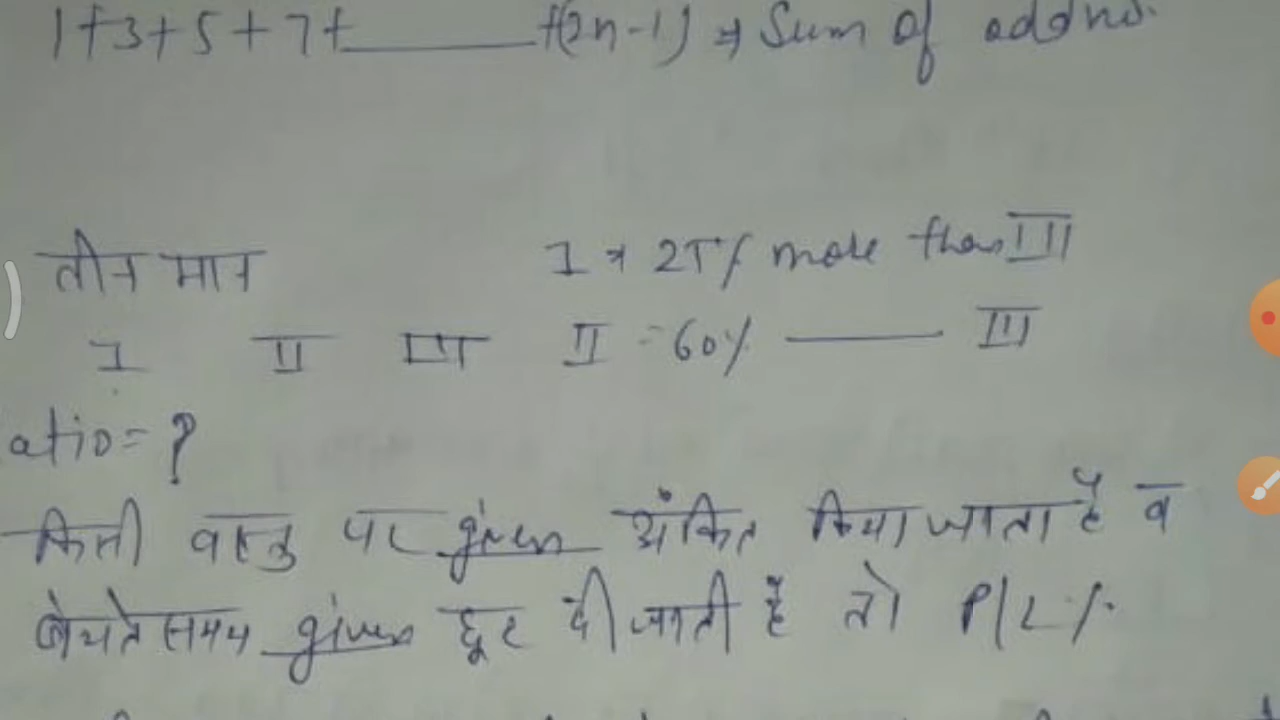 1+3+5+7+______+(2n-1) ⇒ Sum of odd no.
तीन मान I → 25% more than III
I II III II = 60% —— III
atio = ?
किसी वस्तु पर given अंकित किया जाता है व
बेचते समय given छूट दी जाती है तो P/L%.